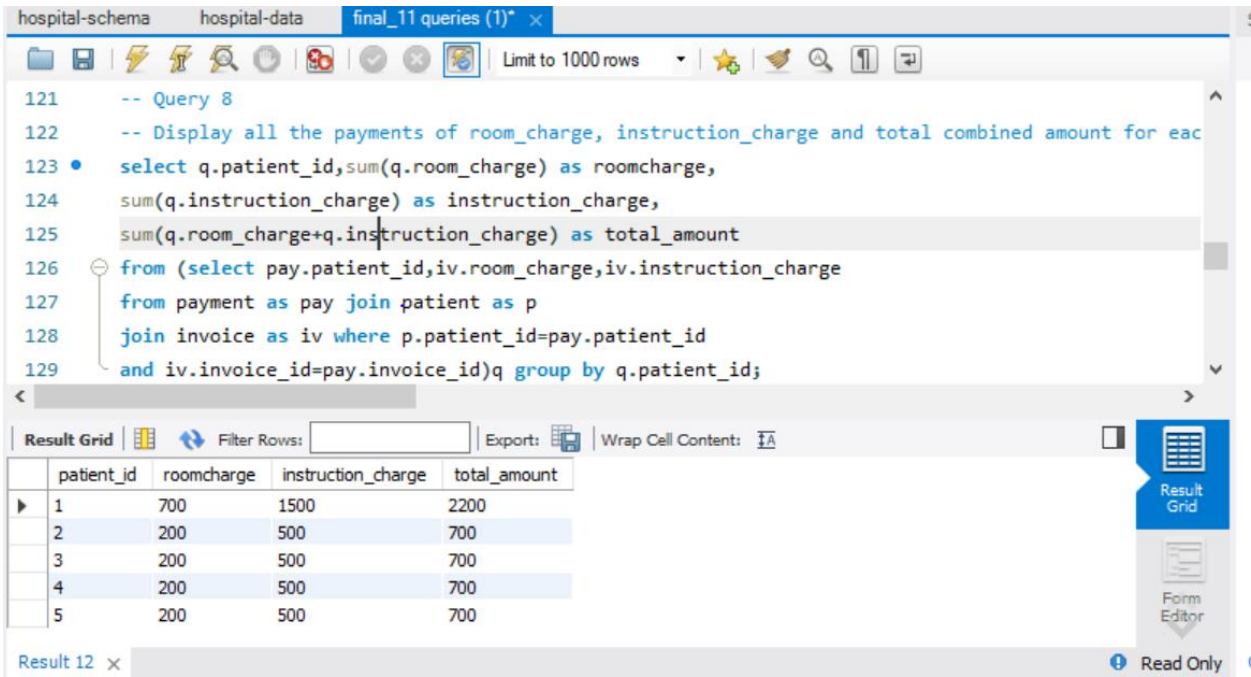 hospital-schema hospital-data final_11 queries (1)* ×
Limit to 1000 rows
121 -- Query 8
122 -- Display all the payments of room_charge, instruction_charge and total combined amount for eac
123 select q.patient_id,sum(q.room_charge) as roomcharge,
124 sum(q.instruction_charge) as instruction_charge,
125 sum(q.room_charge+q.instruction_charge) as total_amount
126 from (select pay.patient_id,iv.room_charge,iv.instruction_charge
127 from payment as pay join patient as p
128 join invoice as iv where p.patient_id=pay.patient_id
129 and iv.invoice_id=pay.invoice_id)q group by q.patient_id;
Result Grid Filter Rows: Export: Wrap Cell Content: IA
patient_id roomcharge instruction_charge total_amount
1 700 1500 2200
2 200 500 700
3 200 500 700
4 200 500 700
5 200 500 700
Result
Grid
Form
Editor
Result 12 × Read Only